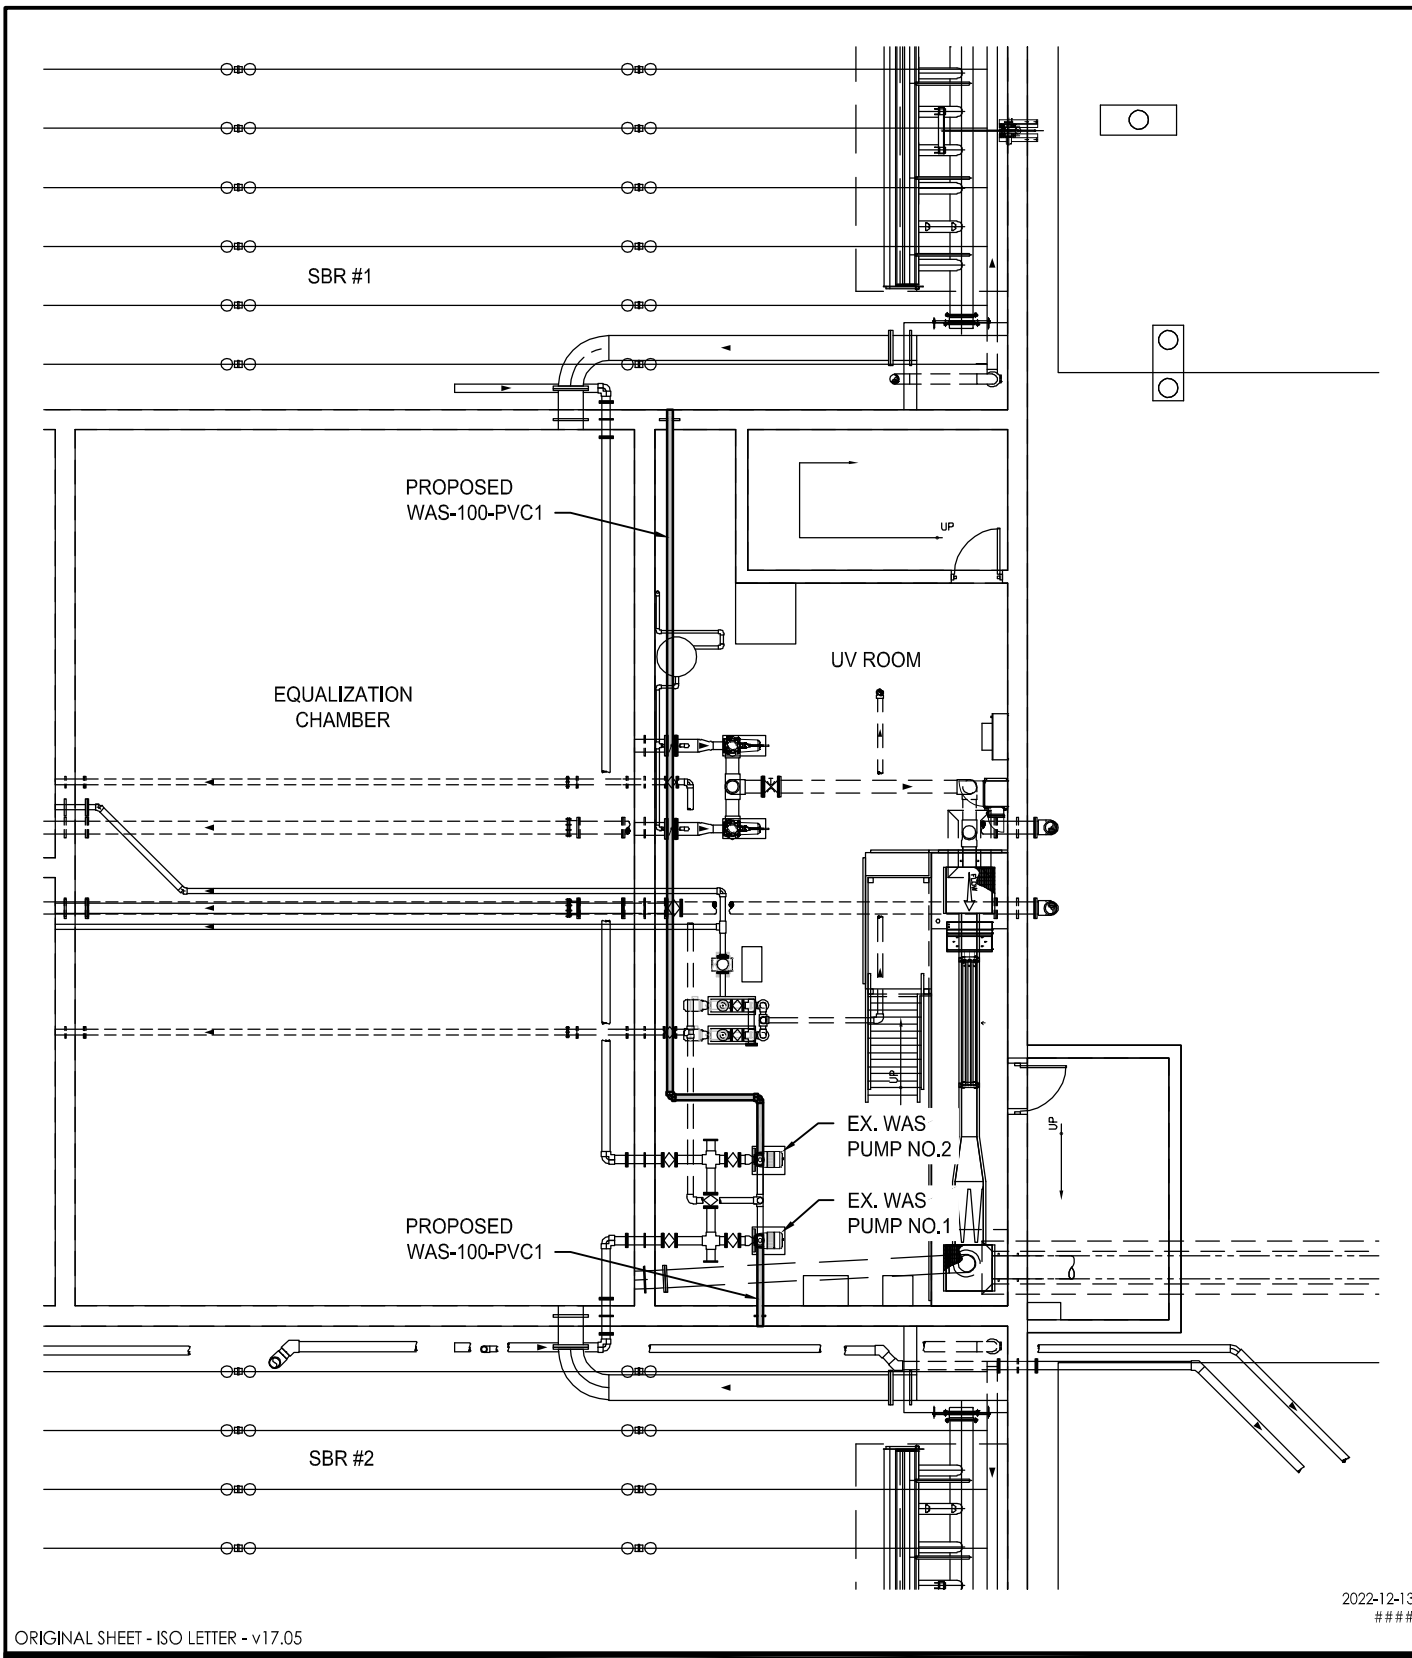 SBR #1
PROPOSED
WAS-100-PVC1
UP
UV ROOM
EQUALIZATION
CHAMBER
FLOW
UP
EX. WAS
PUMP NO.2
UP
EX. WAS
PUMP NO.1
PROPOSED
WAS-100-PVC1
SBR #2
2022-12-13
####
ORIGINAL SHEET - ISO LETTER - v17.05